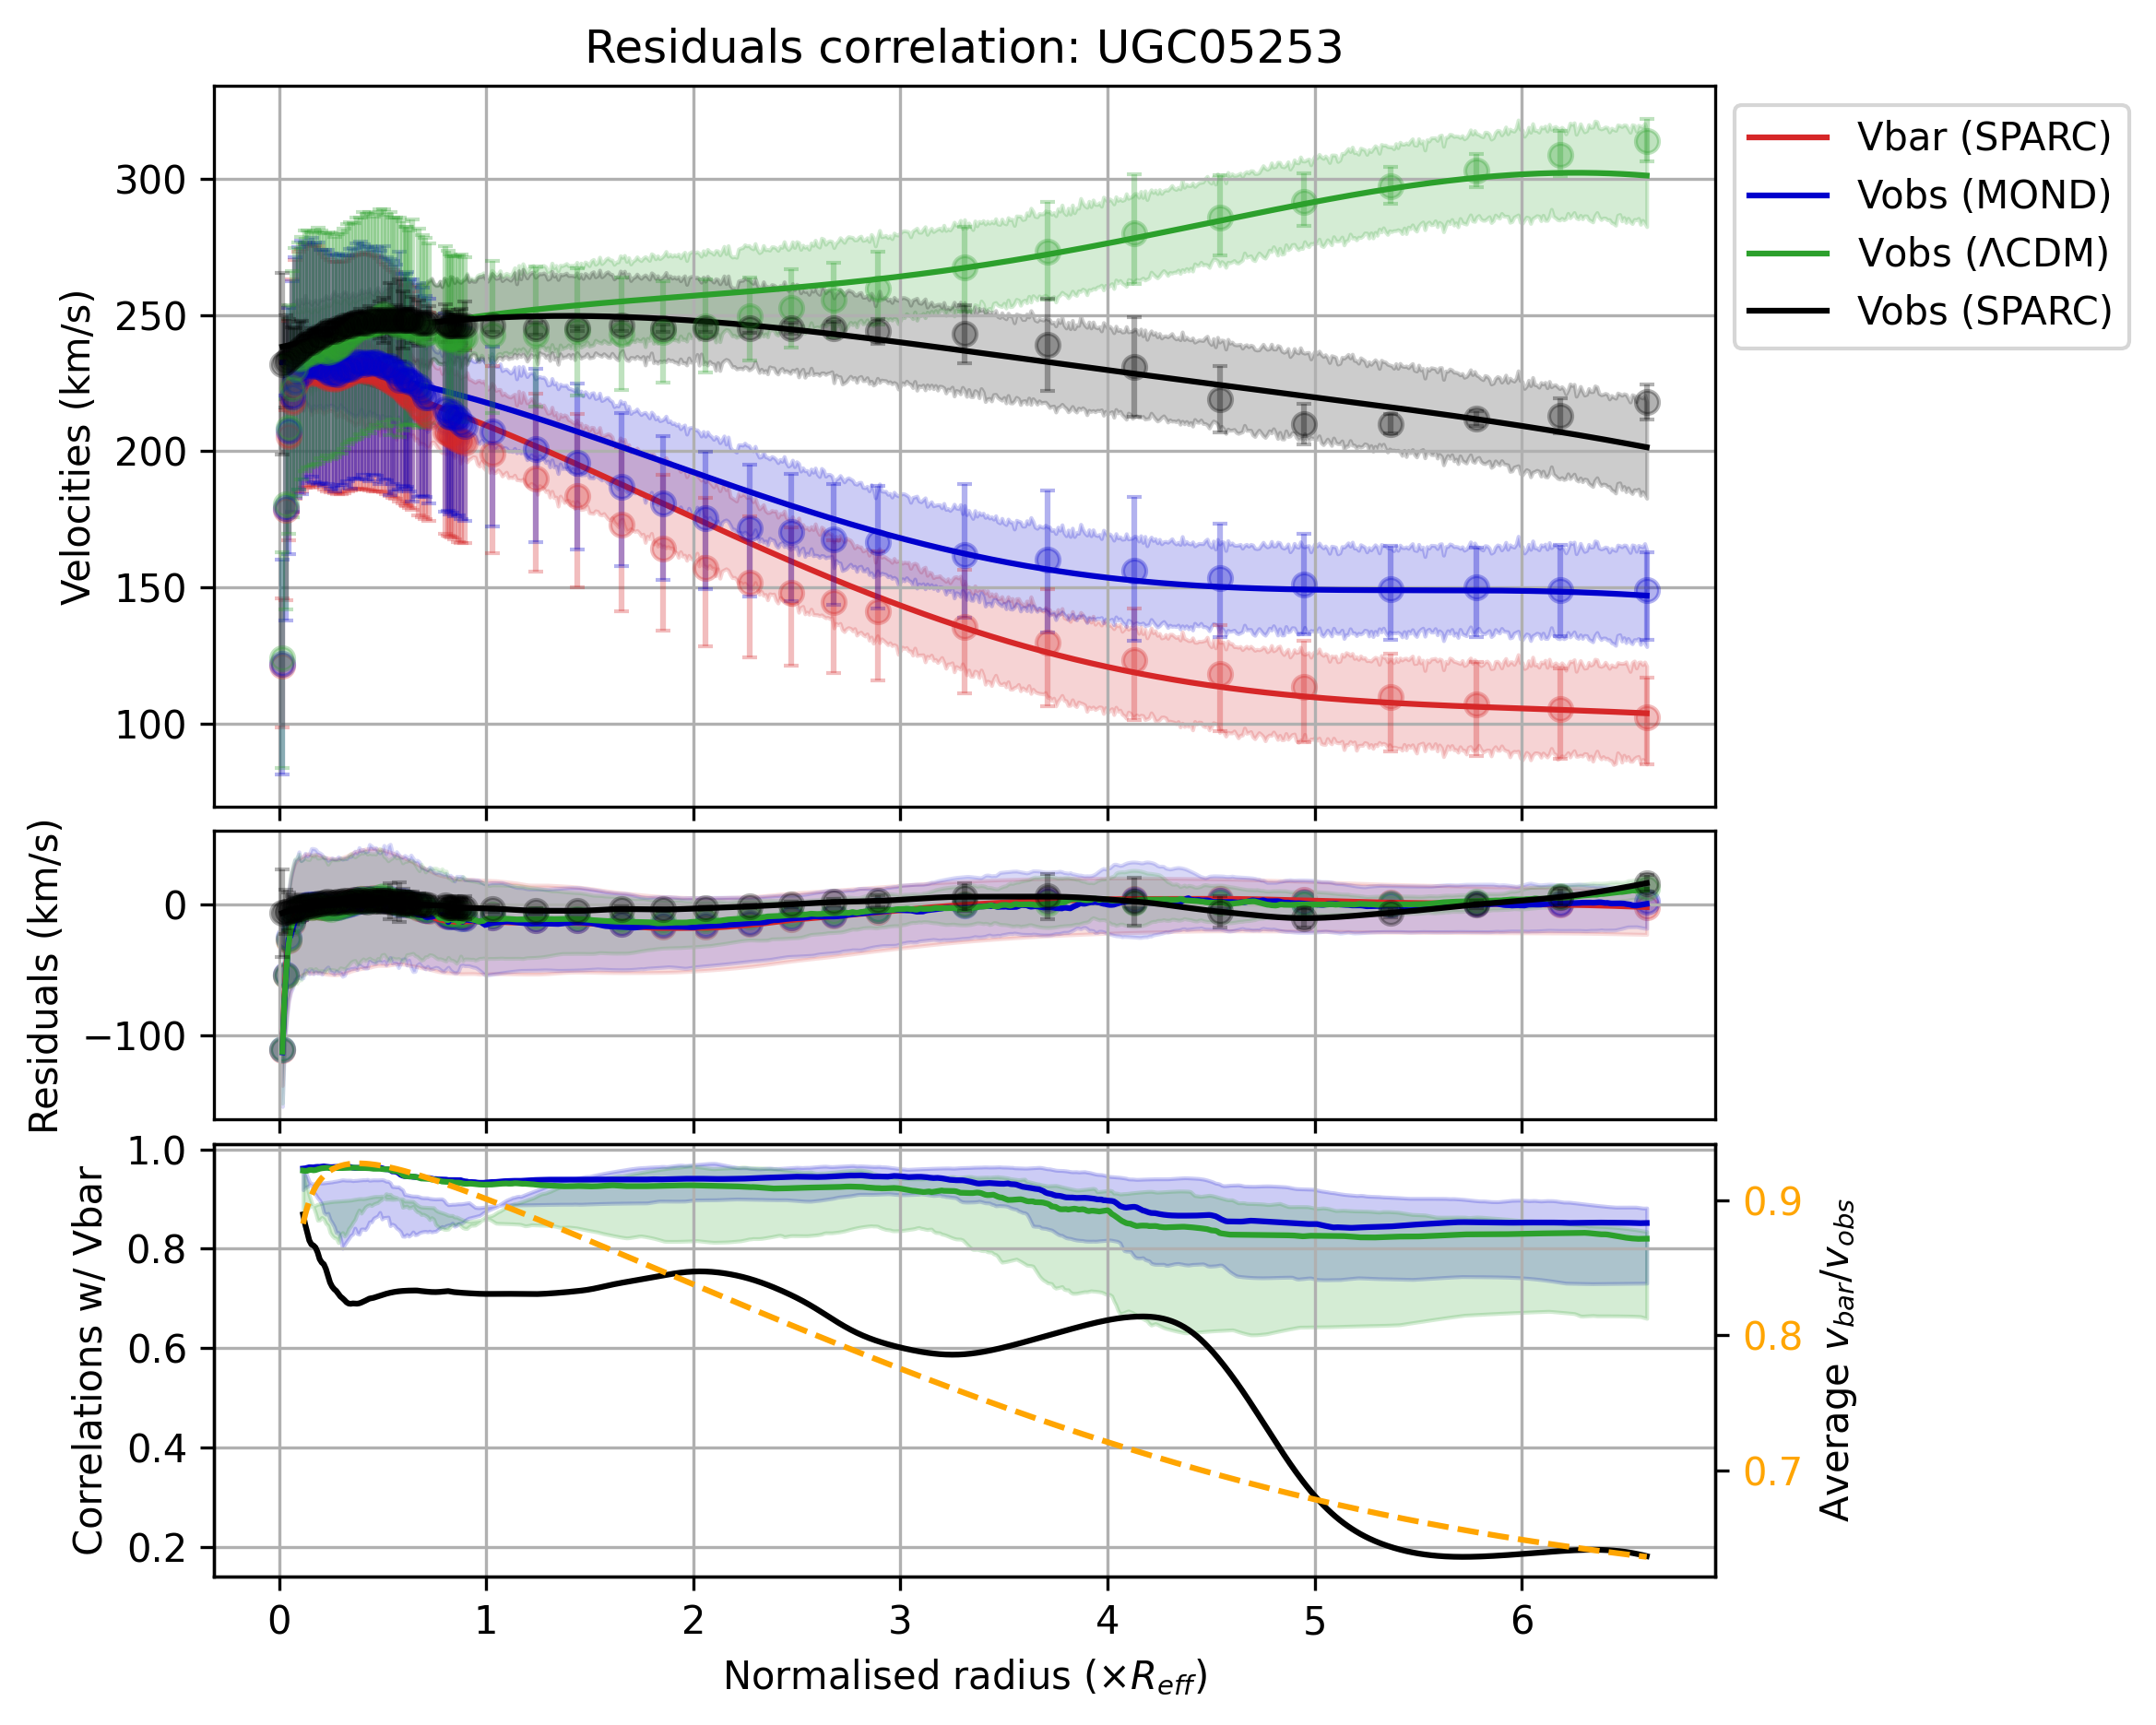 Residuals correlation: UGC05253
Velocities (km/s)
300
250
200
150
100
Vbar (SPARC)
Vobs (MOND)
Vobs (ΛCDM)
Vobs (SPARC)
Residuals (km/s)
0
−100
Correlations w/ Vbar
1.0
0.8
0.6
0.4
0.2
0.9
0.8
0.7
Average v_bar/v_obs
0 1 2 3 4 5 6
Normalised radius (×R_eff)